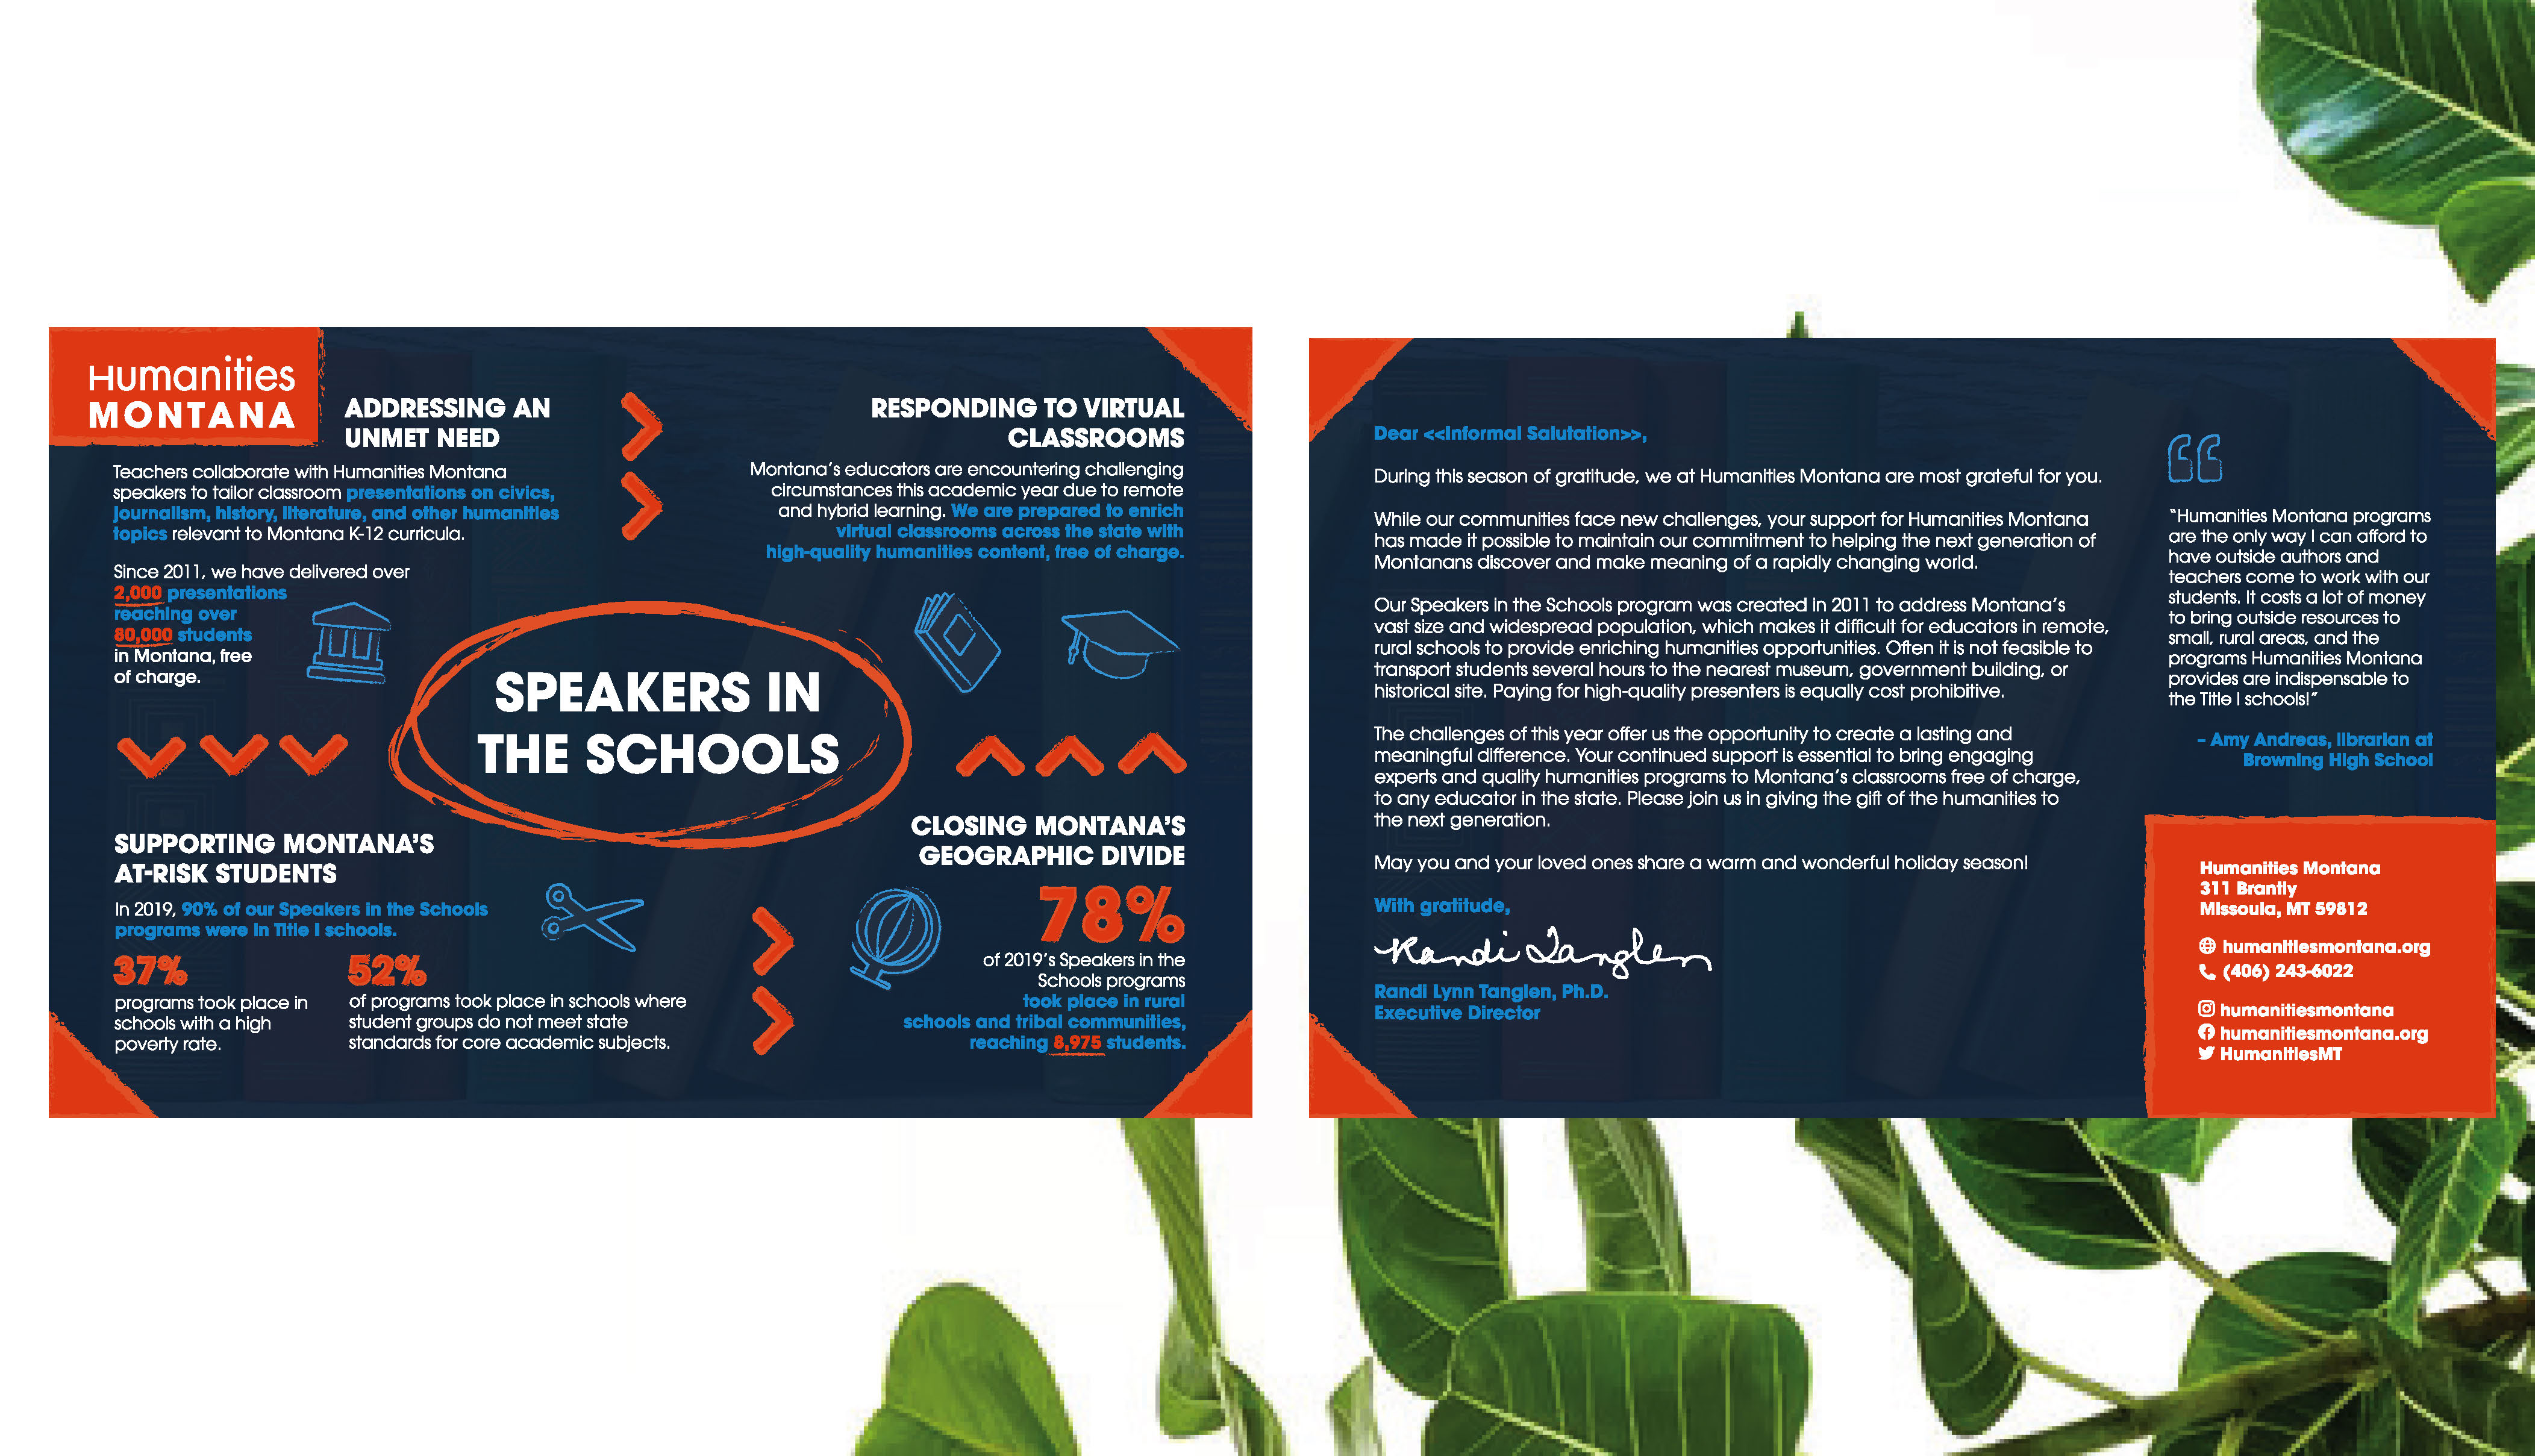 Humanities
MONTANA
ADDRESSING AN
UNMET NEED
Teachers collaborate with Humanities Montana
speakers to tailor classroom presentations on civics,
journalism, history, literature, and other humanities
topics relevant to Montana K-12 curricula.
Since 2011, we have delivered over
2,000 presentations
reaching over
80,000 students
in Montana, free
of charge.
RESPONDING TO VIRTUAL
CLASSROOMS
Montana's educators are encountering challenging
circumstances this academic year due to remote
and hybrid learning. We are prepared to enrich
virtual classrooms across the state with
high-quality humanities content, free of charge.
SPEAKERS IN
THE SCHOOLS
SUPPORTING MONTANA'S
AT-RISK STUDENTS
In 2019, 90% of our Speakers in the Schools
programs were in Title I schools.
37%
programs took place in
schools with a high
poverty rate.
52%
of programs took place in schools where
student groups do not meet state
standards for core academic subjects.
CLOSING MONTANA'S
GEOGRAPHIC DIVIDE
78%
of 2019's Speakers in the
Schools programs
took place in rural
schools and tribal communities,
reaching 8,975 students.
Dear <<Informal Salutation>>,
During this season of gratitude, we at Humanities Montana are most grateful for you.
While our communities face new challenges, your support for Humanities Montana
has made it possible to maintain our commitment to helping the next generation of
Montanans discover and make meaning of a rapidly changing world.
Our Speakers in the Schools program was created in 2011 to address Montana's
vast size and widespread population, which makes it difficult for educators in remote,
rural schools to provide enriching humanities opportunities. Often it is not feasible to
transport students several hours to the nearest museum, government building, or
historical site. Paying for high-quality presenters is equally cost prohibitive.
The challenges of this year offer us the opportunity to create a lasting and
meaningful difference. Your continued support is essential to bring engaging
experts and quality humanities programs to Montana's classrooms free of charge,
to any educator in the state. Please join us in giving the gift of the humanities to
the next generation.
May you and your loved ones share a warm and wonderful holiday season!
With gratitude,
Randi Tanglen
Randi Lynn Tanglen, Ph.D.
Executive Director
"Humanities Montana programs
are the only way I can afford to
have outside authors and
teachers come to work with our
students. It costs a lot of money
to bring outside resources to
small, rural areas, and the
programs Humanities Montana
provides are indispensable to
the Title I schools!"
– Amy Andreas, librarian at
Browning High School
Humanities Montana
311 Brantly
Missoula, MT 59812
humanitiesmontana.org
(406) 243-6022
humanitiesmontana
humanitiesmontana.org
HumanitiesMT